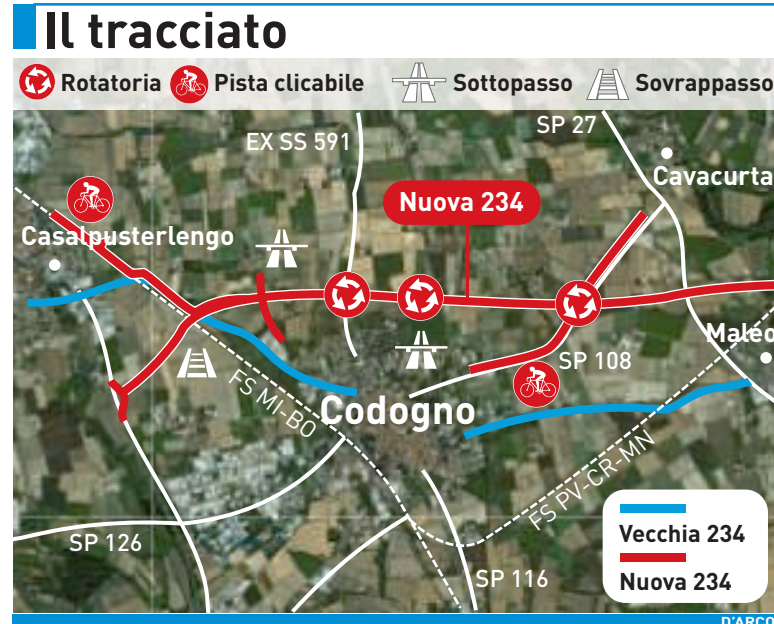 Il tracciato
Rotatoria
Pista clicabile
Sottopasso
Sovrappasso
EX SS 591
SP 27
Cavacurta
Nuova 234
Casalpusterlengo
Maleo
SP 108
FS MI-BO
Codogno
FS PV-CR-MN
SP 126
SP 116
Vecchia 234
Nuova 234
D'ARCO